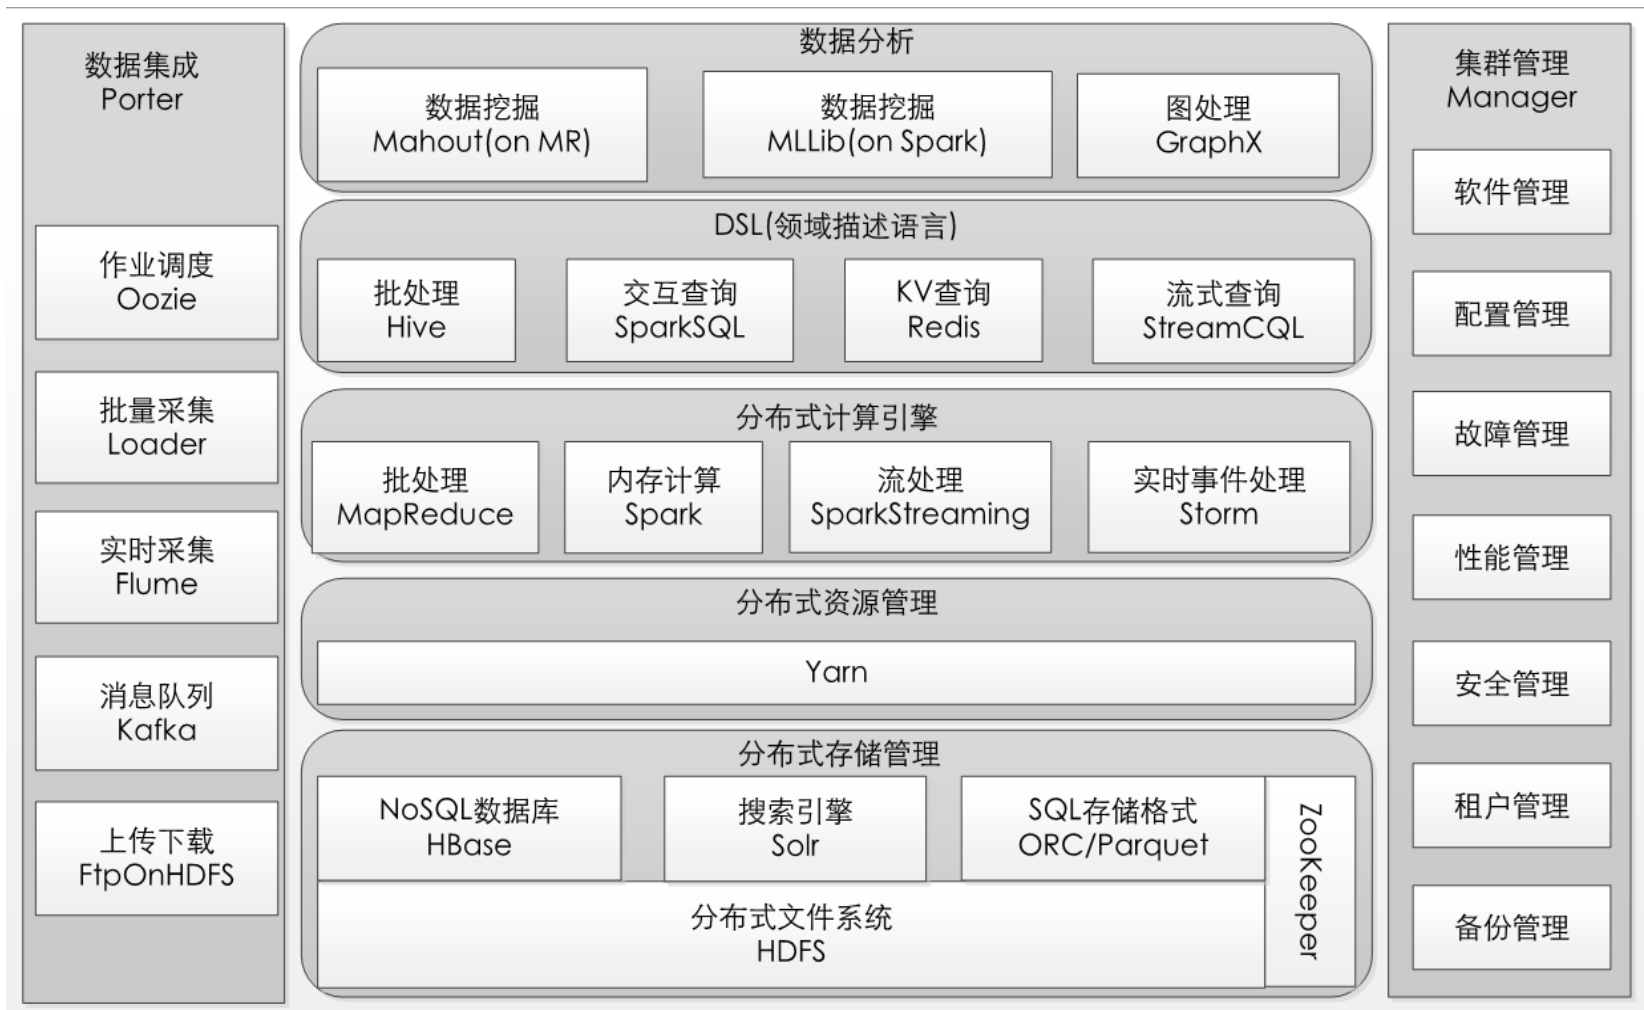 数据集成
Porter
作业调度
Oozie
批量采集
Loader
实时采集
Flume
消息队列
Kafka
上传下载
FtpOnHDFS
数据分析
数据挖掘
Mahout(on MR)
数据挖掘
MLLib(on Spark)
图处理
GraphX
DSL(领域描述语言)
批处理
Hive
交互查询
SparkSQL
KV查询
Redis
流式查询
StreamCQL
分布式计算引擎
批处理
MapReduce
内存计算
Spark
流处理
SparkStreaming
实时事件处理
Storm
分布式资源管理
Yarn
分布式存储管理
NoSQL数据库
HBase
搜索引擎
Solr
SQL存储格式
ORC/Parquet
ZooKeeper
分布式文件系统
HDFS
集群管理
Manager
软件管理
配置管理
故障管理
性能管理
安全管理
租户管理
备份管理